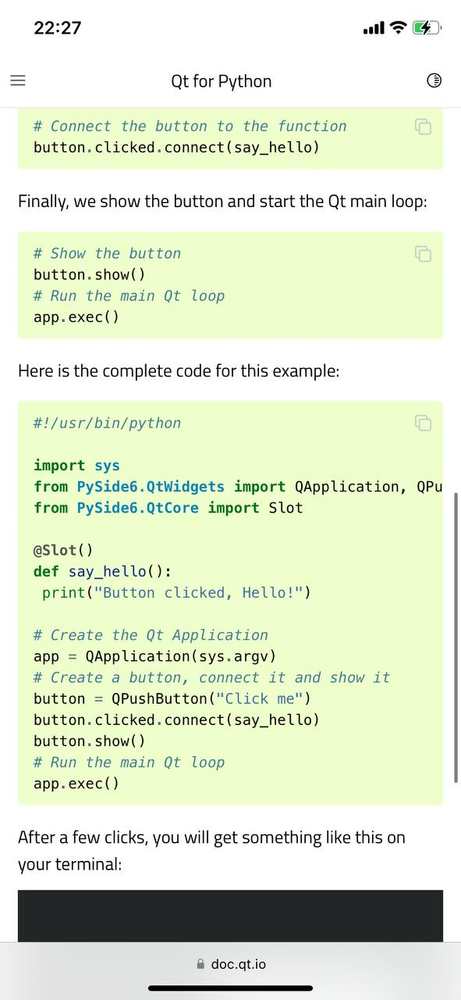 22:27
Qt for Python
# Connect the button to the function
button.clicked.connect(say_hello)
Finally, we show the button and start the Qt main loop:
# Show the button
button.show()
# Run the main Qt loop
app.exec()
Here is the complete code for this example:
#!/usr/bin/python
import sys
from PySide6.QtWidgets import QApplication, QPu
from PySide6.QtCore import Slot
@Slot()
def say_hello():
 print("Button clicked, Hello!")
# Create the Qt Application
app = QApplication(sys.argv)
# Create a button, connect it and show it
button = QPushButton("Click me")
button.clicked.connect(say_hello)
button.show()
# Run the main Qt loop
app.exec()
After a few clicks, you will get something like this on
your terminal:
doc.qt.io